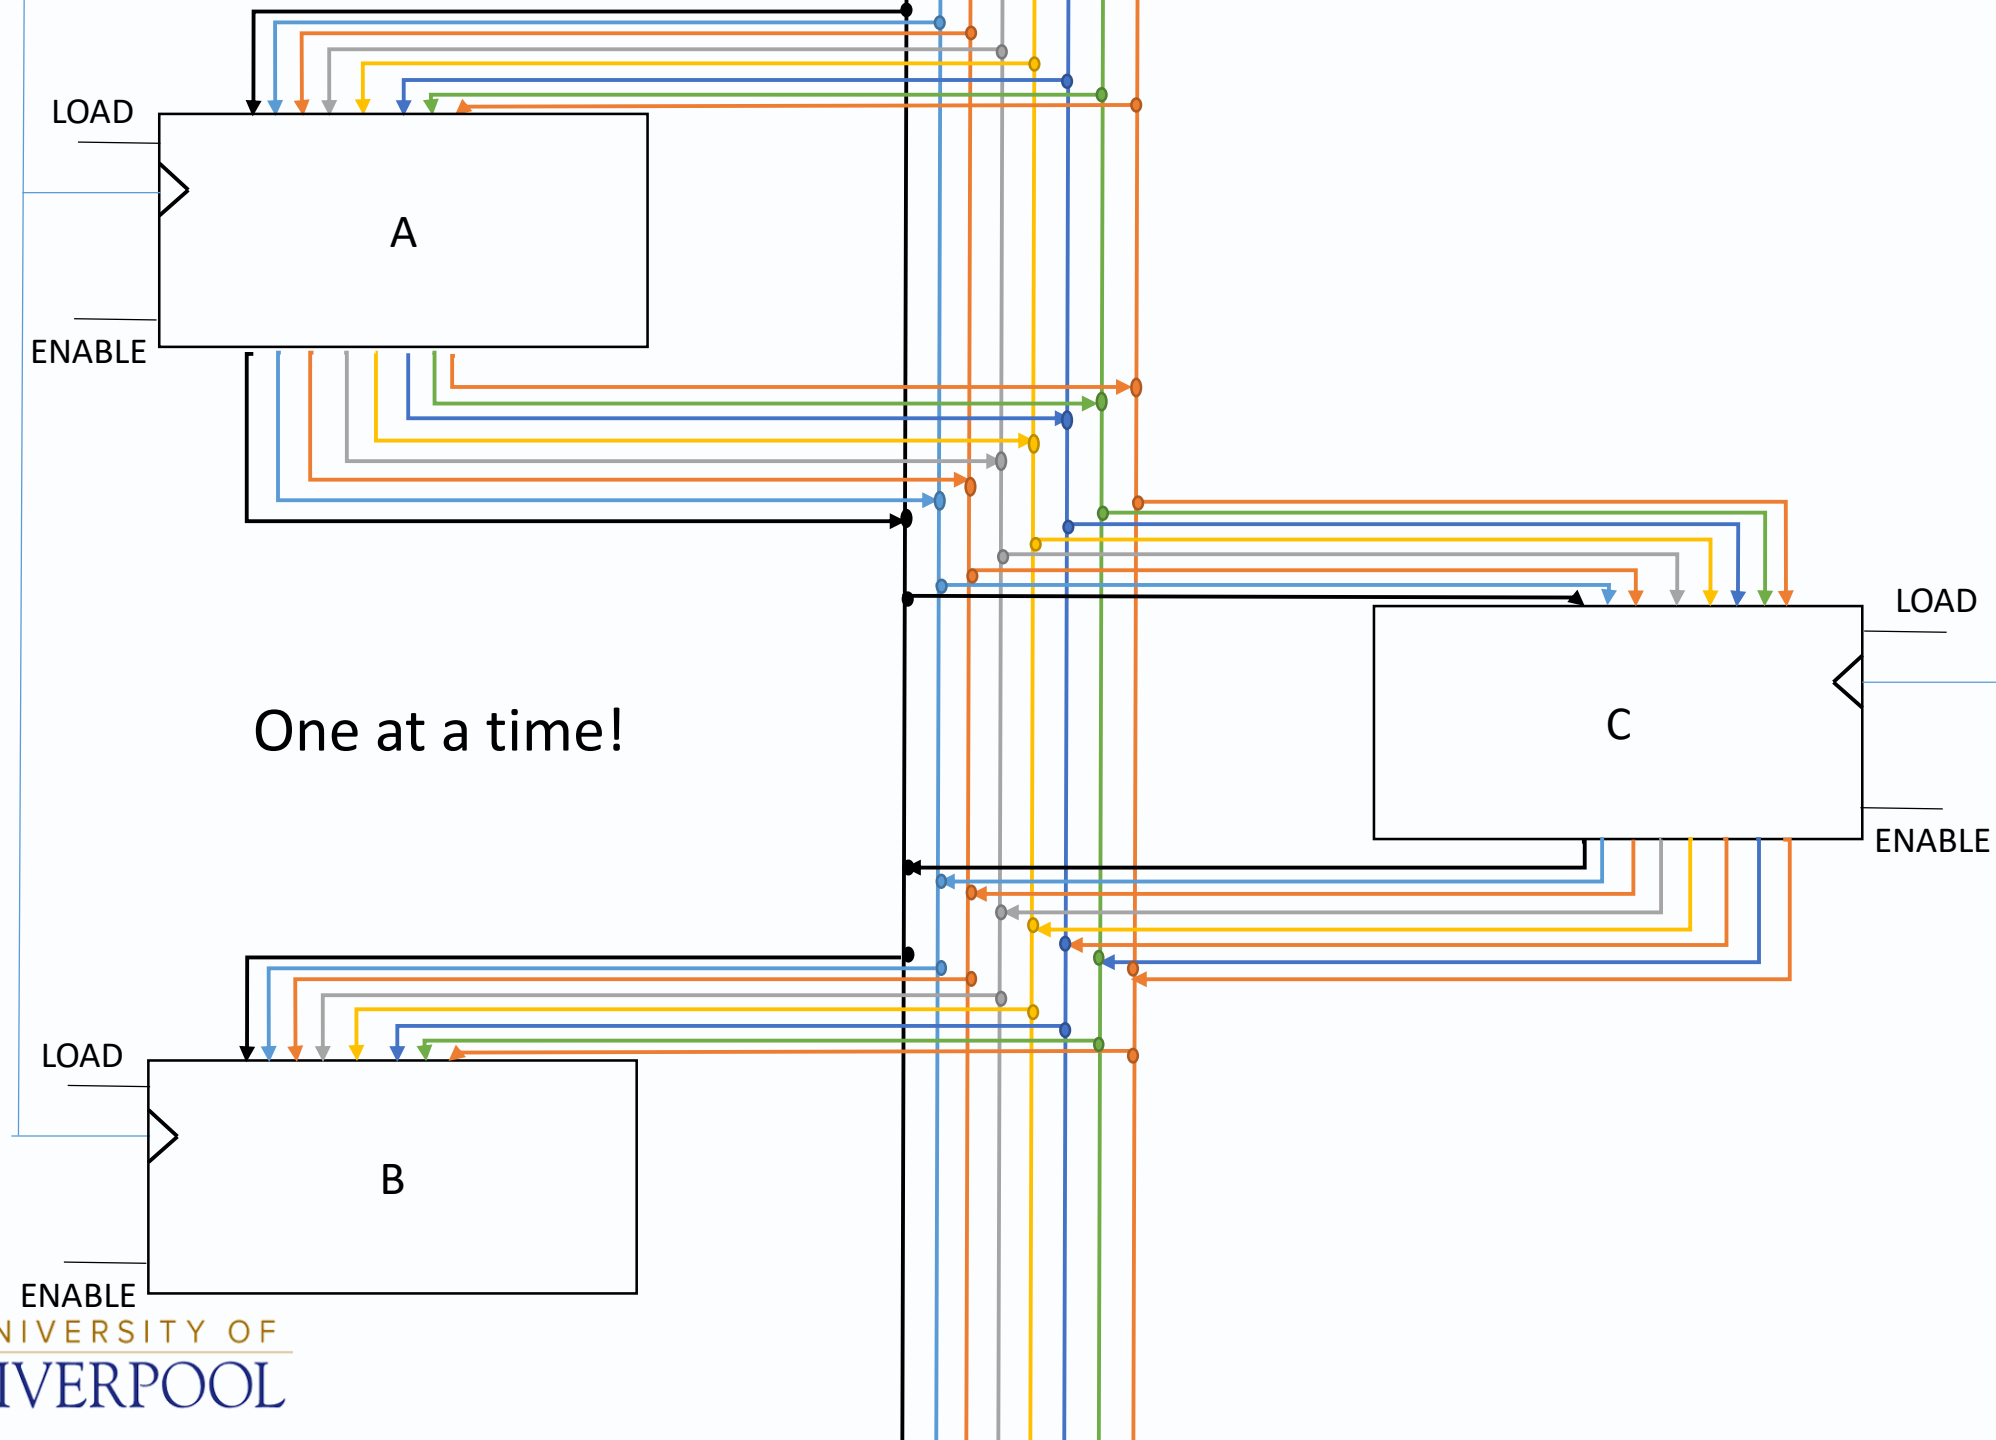 LOAD
A
ENABLE
LOAD
One at a time!
C
ENABLE
LOAD
B
ENABLE
NIVERSITY OF
IVERPOOL